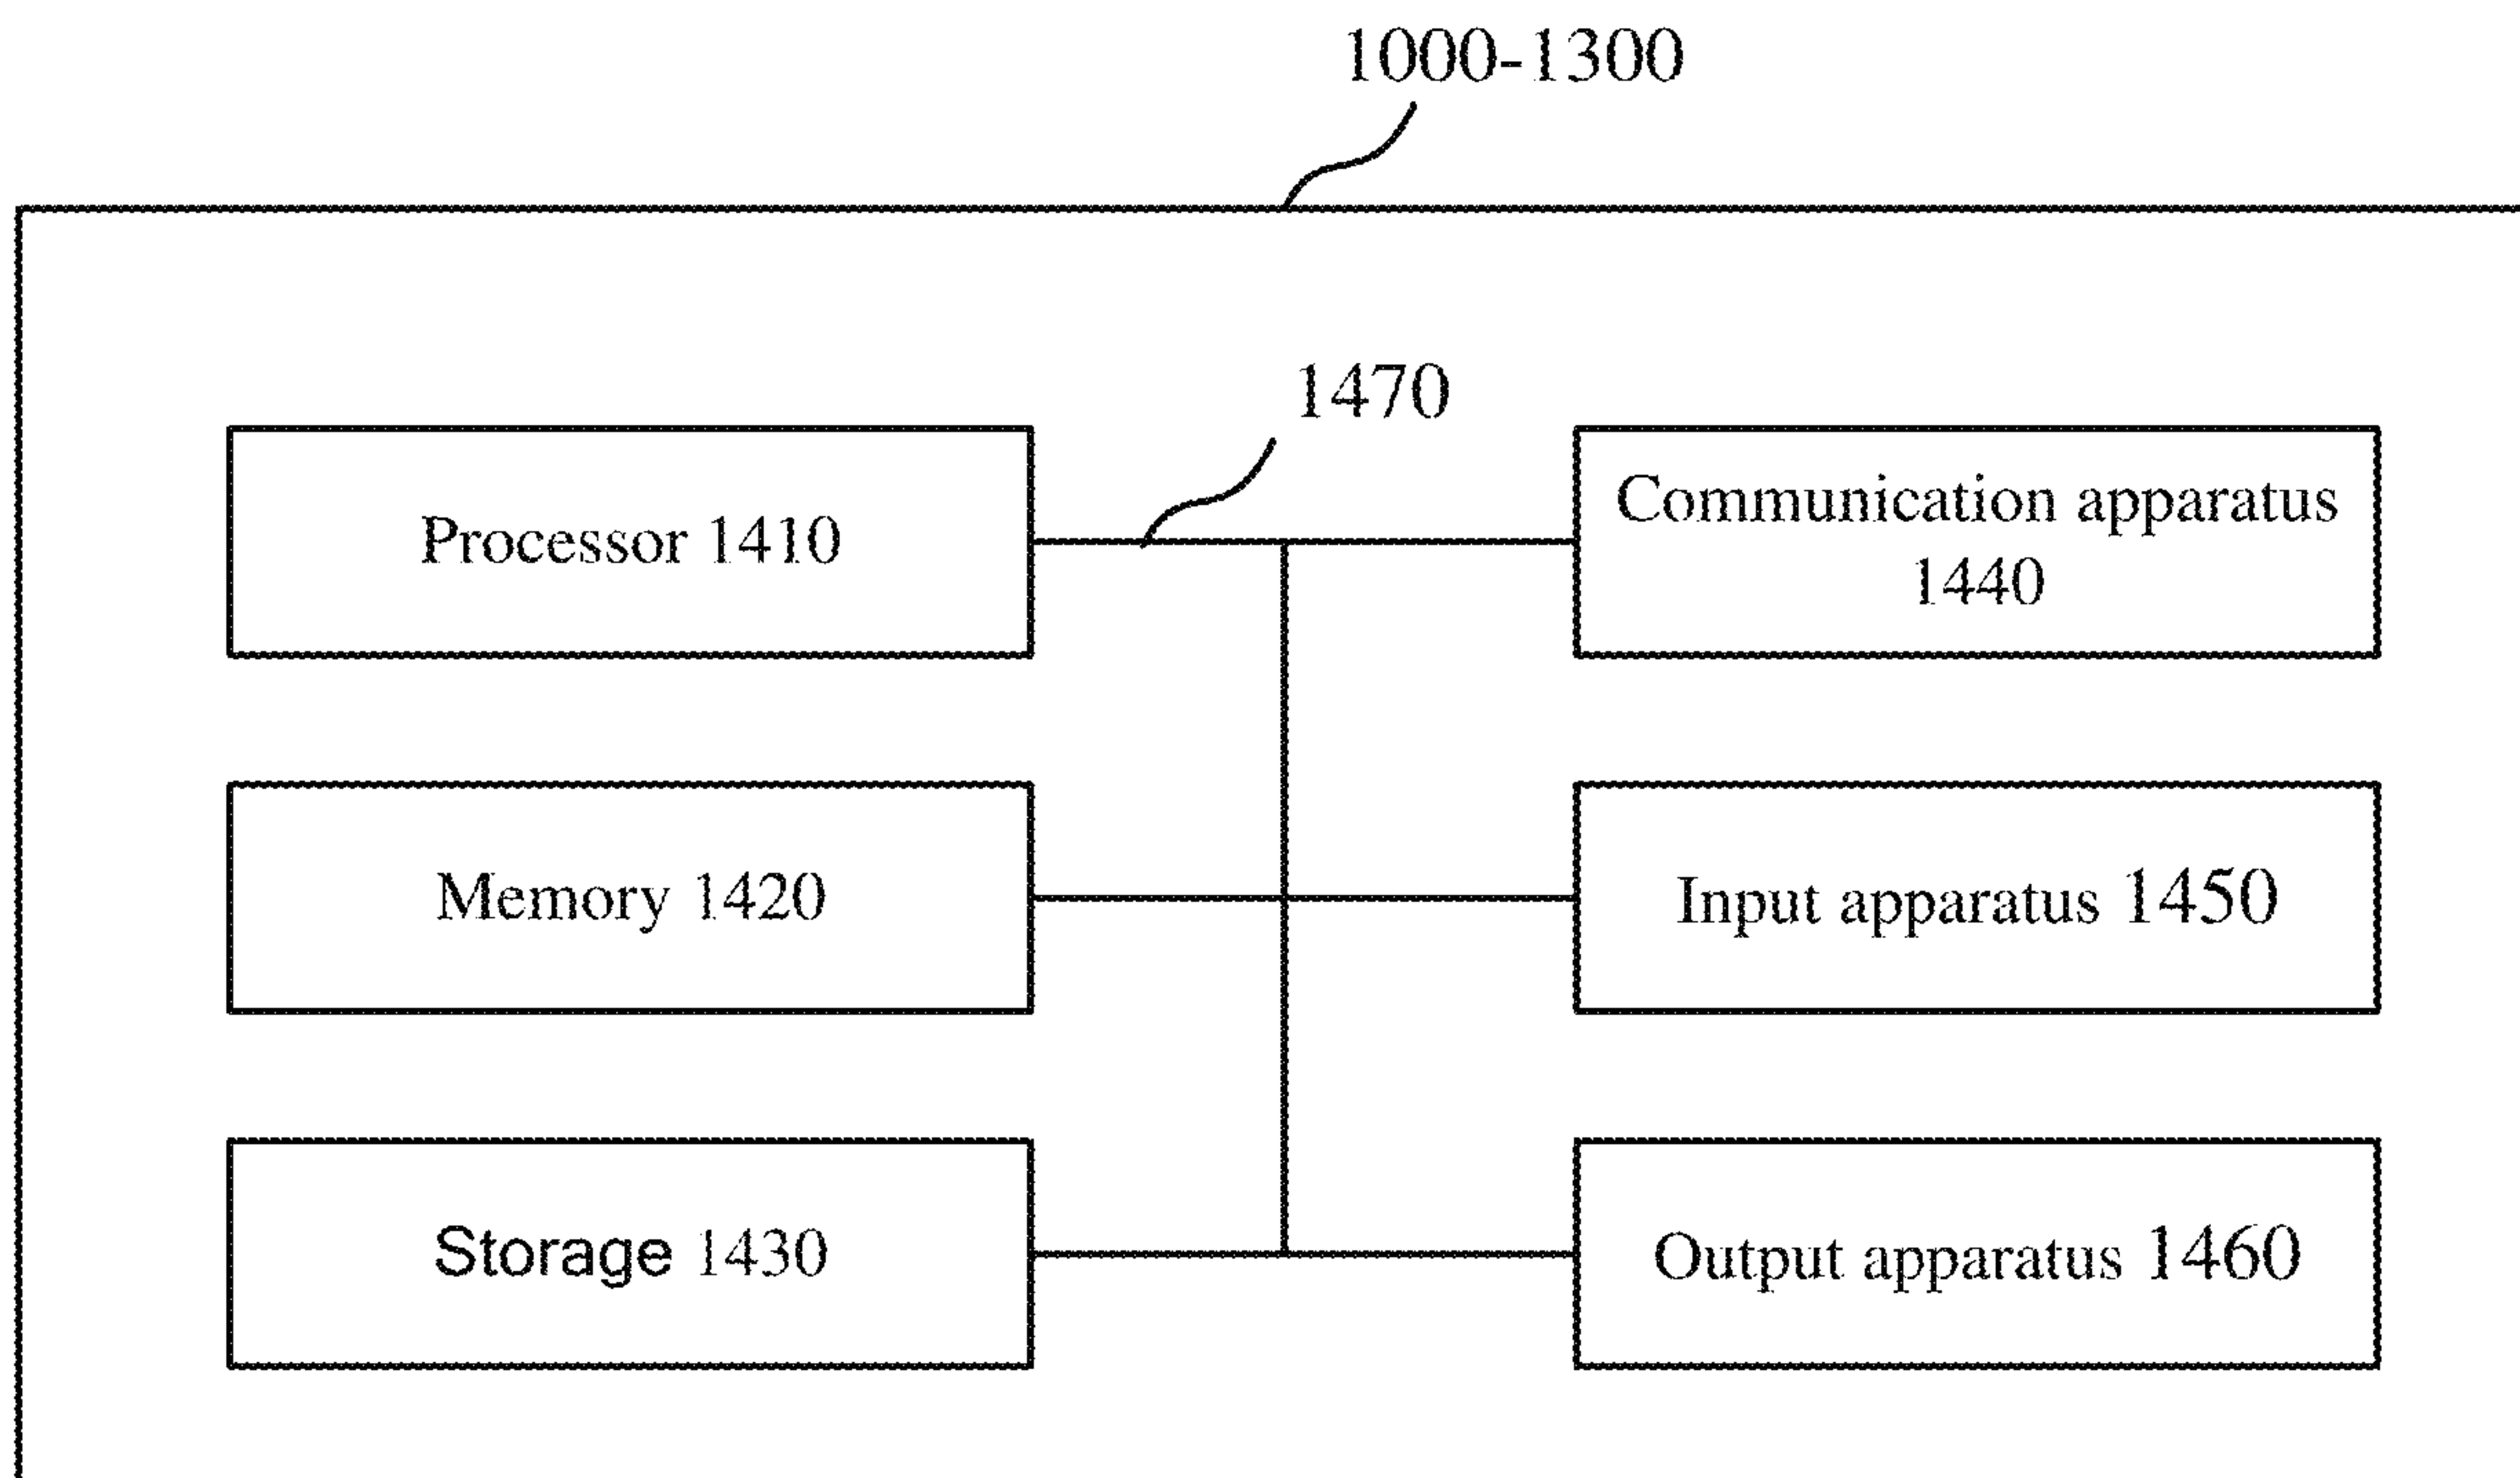 1000-1300
1470
Processor 1410
Communication apparatus
1440
Memory 1420
Input apparatus 1450
Storage 1430
Output apparatus 1460